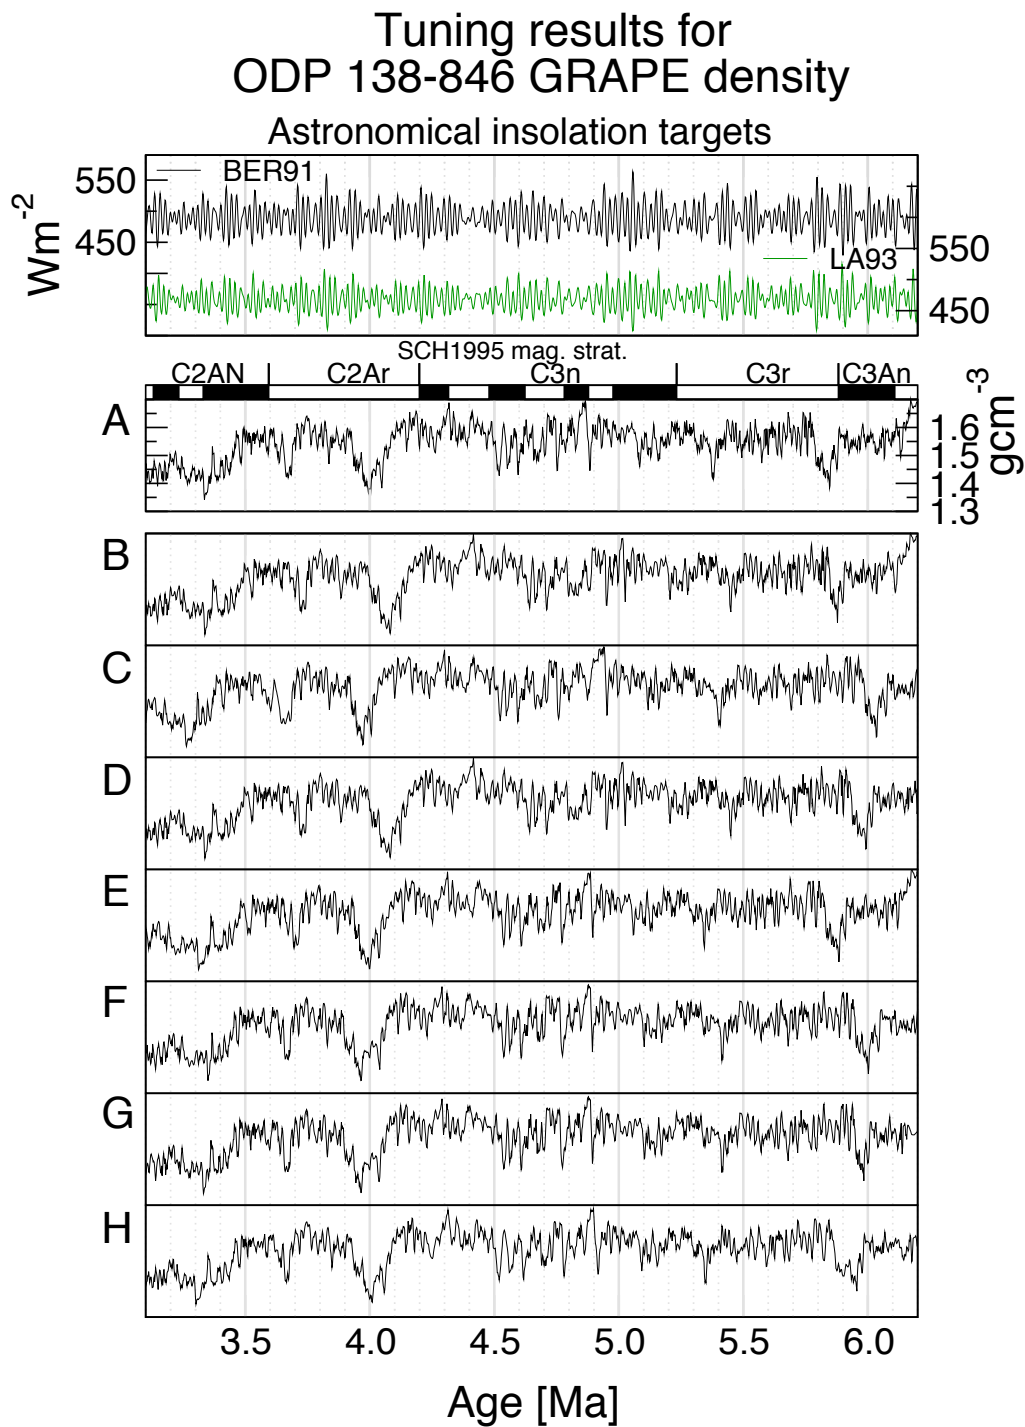 Tuning results for
ODP 138-846 GRAPE density
Astronomical insolation targets
BER91
550
450
Wm-2
LA93
550
450
SCH1995 mag. strat.
C2AN C2Ar C3n C3r C3An
A
1.6
1.5
1.4
1.3
gcm-3
B
C
D
E
F
G
H
3.5 4.0 4.5 5.0 5.5 6.0
Age [Ma]